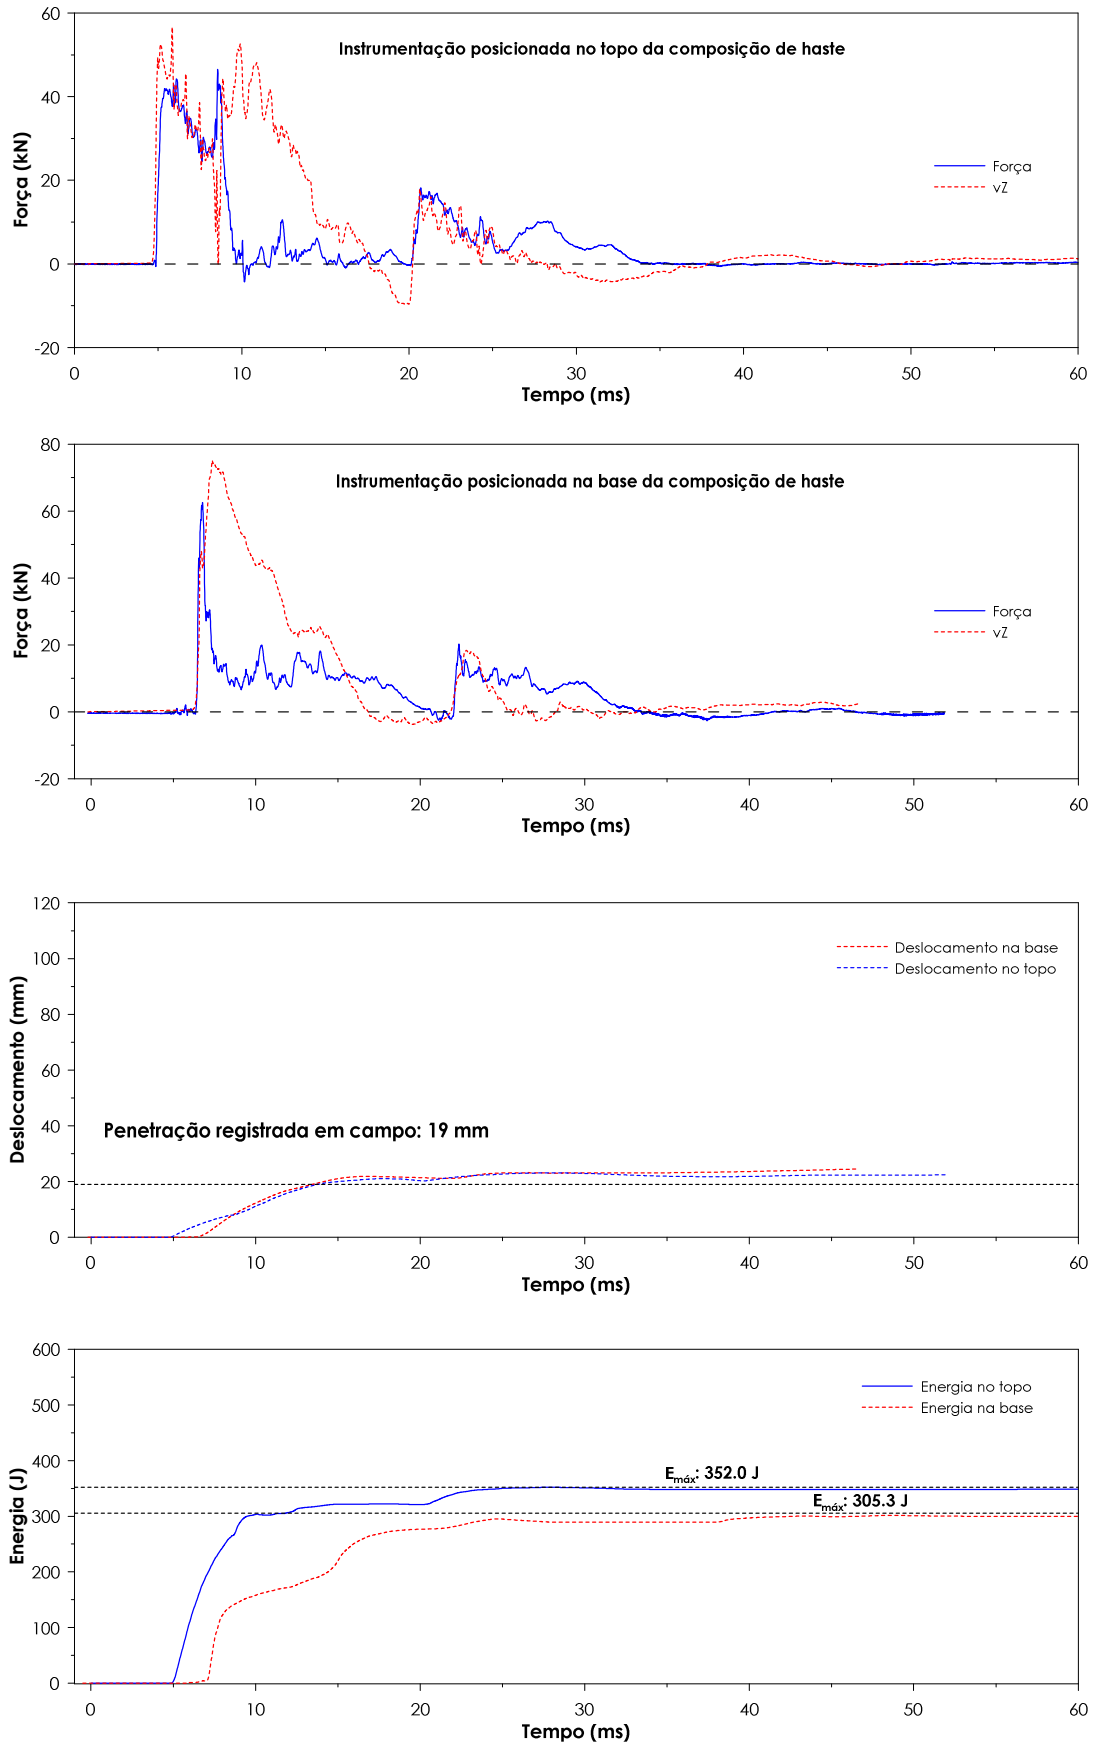 60
Instrumentação posicionada no topo da composição de haste
40
Força (kN)
Força
20
vZ
0
-20
0 10 20 30 40 50 60
Tempo (ms)
80
Instrumentação posicionada na base da composição de haste
60
40
Força (kN)
Força
vZ
20
0
-20
0 10 20 30 40 50 60
Tempo (ms)
120
Deslocamento na base
100
Deslocamento no topo
80
Deslocamento (mm)
60
40
Penetração registrada em campo: 19 mm
20
0
0 10 20 30 40 50 60
Tempo (ms)
600
Energia no topo
Energia na base
500
400
Emáx: 352.0 J
Emáx: 305.3 J
Energia (J)
300
200
100
0
0 10 20 30 40 50 60
Tempo (ms)